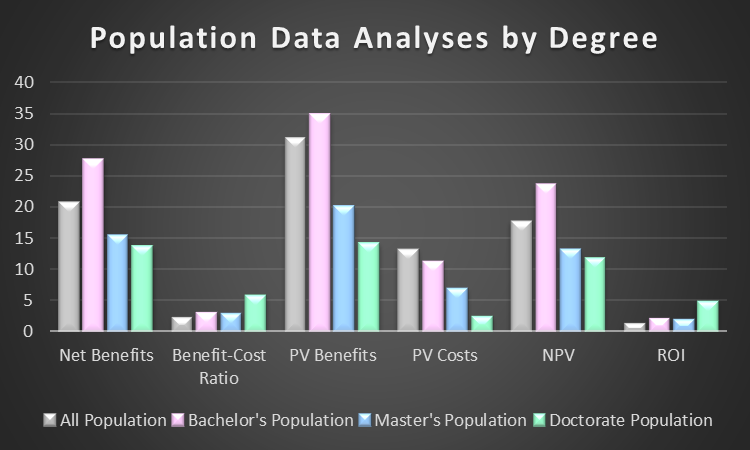 Population Data Analyses by Degree
40
35
30
25
20
15
10
5
0
Net Benefits
Benefit-Cost
Ratio
PV Benefits
PV Costs
NPV
ROI
All Population
Bachelor's Population
Master's Population
Doctorate Population